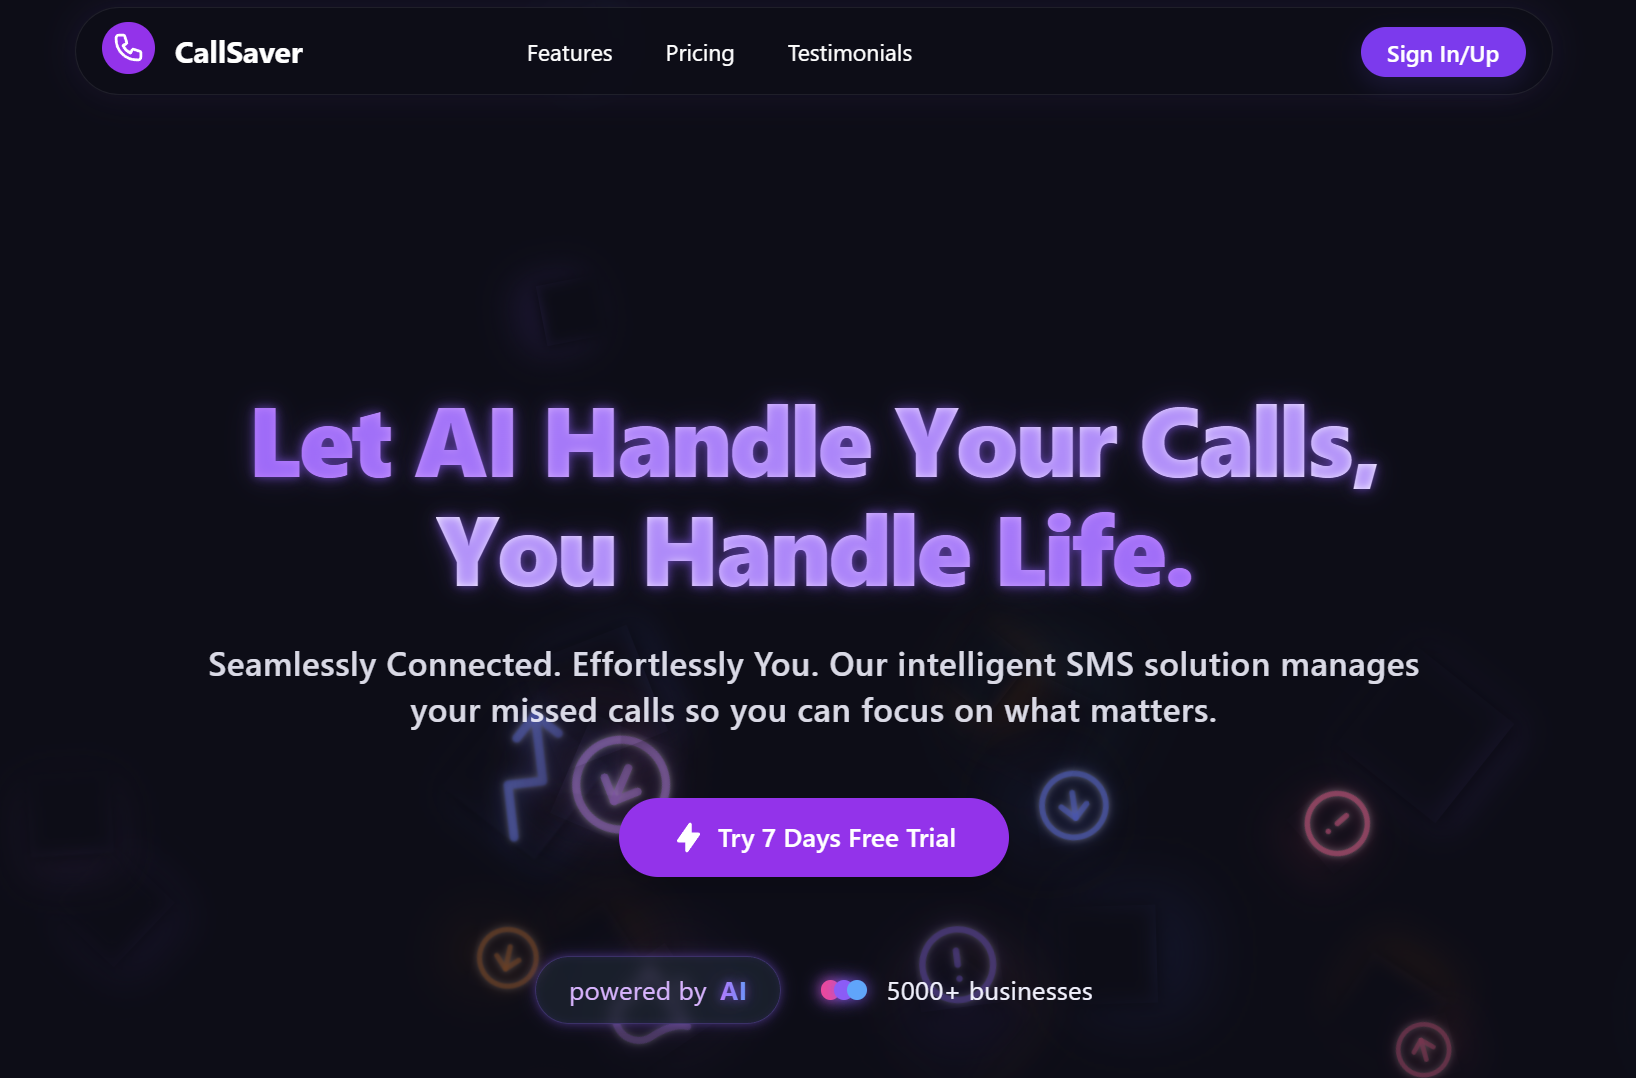 CallSaver
Features
Pricing
Testimonials
Sign In/Up
Let AI Handle Your Calls,
You Handle Life.
Seamlessly Connected. Effortlessly You. Our intelligent SMS solution manages
your missed calls so you can focus on what matters.
Try 7 Days Free Trial
powered by AI
5000+ businesses